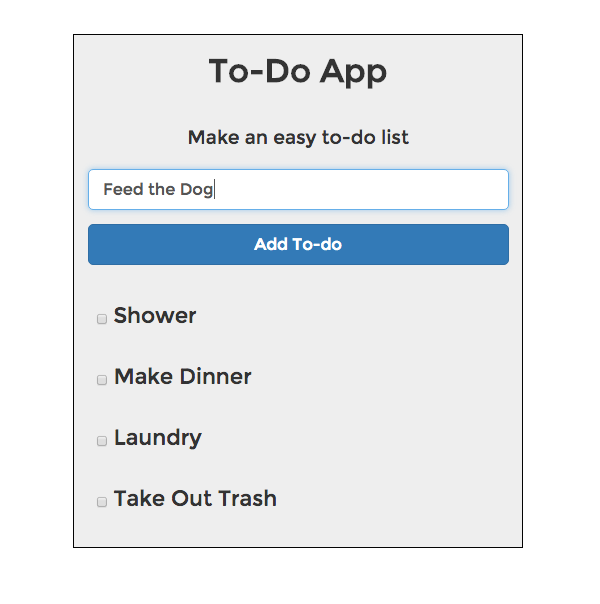 To-Do App
Make an easy to-do list
Feed the Dog
Add To-do
Shower
Make Dinner
Laundry
Take Out Trash